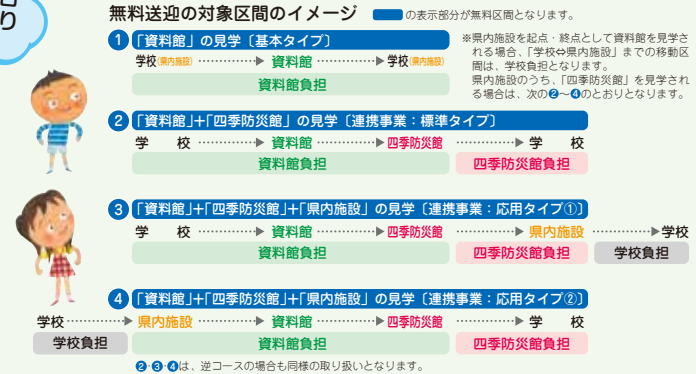 り
無料送迎の対象区間のイメージ
の表示部分が無料区間となります。
1 「資料館」の見学〔基本タイプ〕
学校(県内施設) ‥‥‥▶ 資料館 ‥‥‥▶ 学校(県内施設)
資料館負担
※県内施設を起点・終点として資料館を見学さ
れる場合、「学校⇔県内施設」までの移動区
間は、学校負担となります。
県内施設のうち、「四季防災館」を見学され
る場合は、次の❷~❹のとおりとなります。
2 「資料館」+「四季防災館」の見学〔連携事業:標準タイプ〕
学 校 ‥‥‥▶ 資料館 ‥‥‥▶ 四季防災館 ‥‥‥▶ 学 校
資料館負担 四季防災館負担
3 「資料館」+「四季防災館」+「県内施設」の見学〔連携事業:応用タイプ①〕
学 校 ‥‥‥▶ 資料館 ‥‥‥▶ 四季防災館 ‥‥‥▶ 県内施設 ‥‥‥▶ 学校
資料館負担 四季防災館負担 学校負担
4 「資料館」+「四季防災館」+「県内施設」の見学〔連携事業:応用タイプ②〕
学校 ‥‥‥▶ 県内施設 ‥‥‥▶ 資料館 ‥‥‥▶ 四季防災館 ‥‥‥▶ 学 校
学校負担 資料館負担 四季防災館負担
❷・❸・❹は、逆コースの場合も同様の取り扱いとなります。